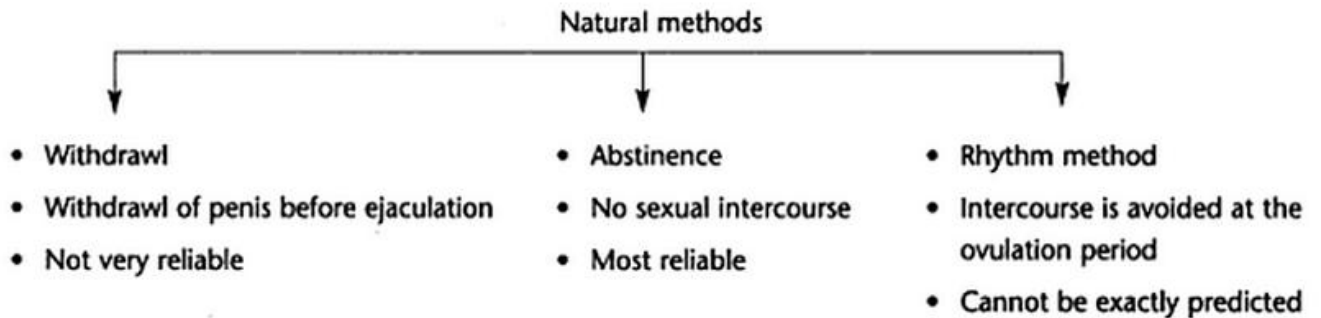 Natural methods
• Withdrawl
• Withdrawl of penis before ejaculation
• Not very reliable
• Abstinence
• No sexual intercourse
• Most reliable
• Rhythm method
• Intercourse is avoided at the
ovulation period
• Cannot be exactly predicted